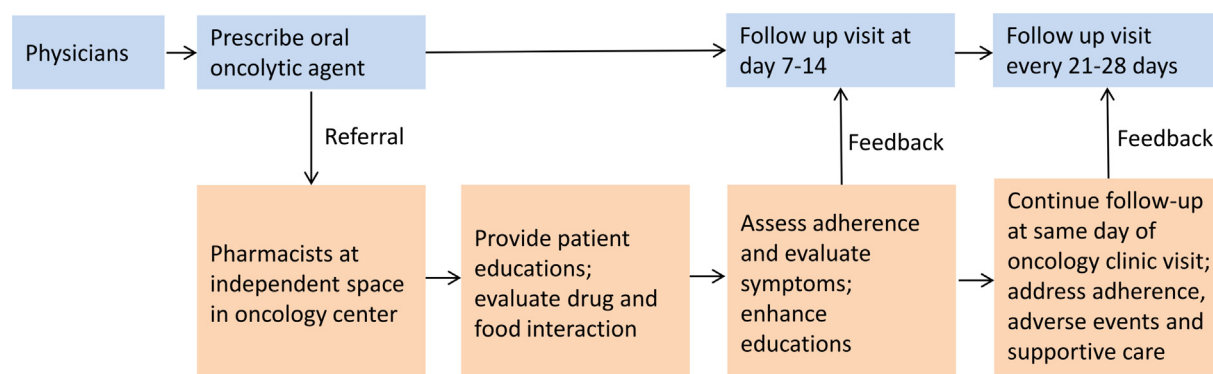 Physicians
Prescribe oral
oncolytic agent
Follow up visit at
day 7-14
Follow up visit
every 21-28 days
Referral
Feedback
Feedback
Pharmacists at
independent space
in oncology center
Provide patient
educations;
evaluate drug and
food interaction
Assess adherence
and evaluate
symptoms;
enhance
educations
Continue follow-up
at same day of
oncology clinic visit;
address adherence,
adverse events and
supportive care